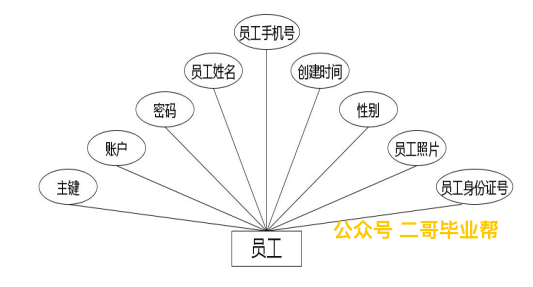 员工手机号
员工姓名
创建时间
密码
性别
账户
员工照片
主键
员工身份证号
公众号 二哥毕业帮
员工